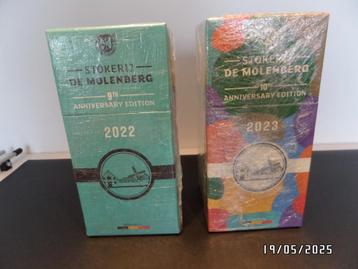 STOKERIJ
DE MOLENBERG
9TH
ANNIVERSARY EDITION
2022
STOKERIJ
DE MOLENBERG
10TH
ANNIVERSARY EDITION
2023
19/05/2025